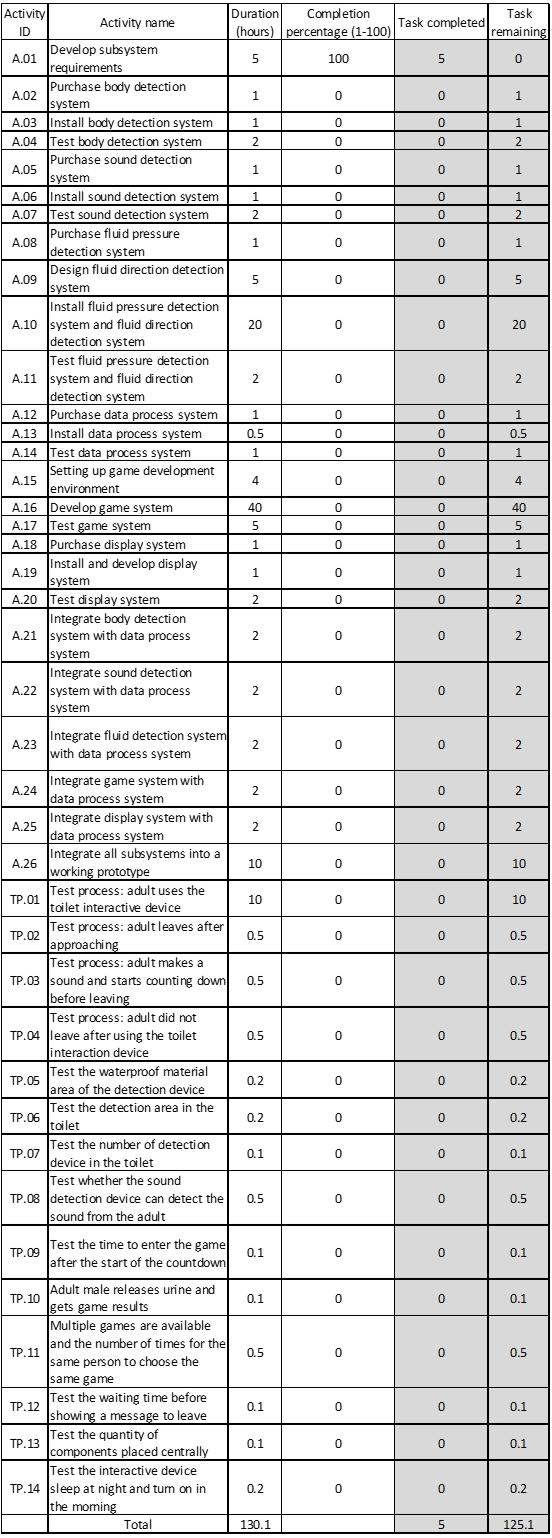 Activity ID | Activity name | Duration (hours) | Completion percentage (1-100) | Task completed | Task remaining
A.01 | Develop subsystem requirements | 5 | 100 | 5 | 0
A.02 | Purchase body detection system | 1 | 0 | 0 | 1
A.03 | Install body detection system | 1 | 0 | 0 | 1
A.04 | Test body detection system | 2 | 0 | 0 | 2
A.05 | Purchase sound detection system | 1 | 0 | 0 | 1
A.06 | Install sound detection system | 1 | 0 | 0 | 1
A.07 | Test sound detection system | 2 | 0 | 0 | 2
A.08 | Purchase fluid pressure detection system | 1 | 0 | 0 | 1
A.09 | Design fluid direction detection system | 5 | 0 | 0 | 5
A.10 | Install fluid pressure detection system and fluid direction detection system | 20 | 0 | 0 | 20
A.11 | Test fluid pressure detection system and fluid direction detection system | 2 | 0 | 0 | 2
A.12 | Purchase data process system | 1 | 0 | 0 | 1
A.13 | Install data process system | 0.5 | 0 | 0 | 0.5
A.14 | Test data process system | 1 | 0 | 0 | 1
A.15 | Setting up game development environment | 4 | 0 | 0 | 4
A.16 | Develop game system | 40 | 0 | 0 | 40
A.17 | Test game system | 5 | 0 | 0 | 5
A.18 | Purchase display system | 1 | 0 | 0 | 1
A.19 | Install and develop display system | 1 | 0 | 0 | 1
A.20 | Test display system | 2 | 0 | 0 | 2
A.21 | Integrate body detection system with data process system | 2 | 0 | 0 | 2
A.22 | Integrate sound detection system with data process system | 2 | 0 | 0 | 2
A.23 | Integrate fluid detection system with data process system | 2 | 0 | 0 | 2
A.24 | Integrate game system with data process system | 2 | 0 | 0 | 2
A.25 | Integrate display system with data process system | 2 | 0 | 0 | 2
A.26 | Integrate all subsystems into a working prototype | 10 | 0 | 0 | 10
TP.01 | Test process: adult uses the toilet interactive device | 10 | 0 | 0 | 10
TP.02 | Test process: adult leaves after approaching | 0.5 | 0 | 0 | 0.5
TP.03 | Test process: adult makes a sound and starts counting down before leaving | 0.5 | 0 | 0 | 0.5
TP.04 | Test process: adult did not leave after using the toilet interaction device | 0.5 | 0 | 0 | 0.5
TP.05 | Test the waterproof material area of the detection device | 0.2 | 0 | 0 | 0.2
TP.06 | Test the detection area in the toilet | 0.2 | 0 | 0 | 0.2
TP.07 | Test the number of detection device in the toilet | 0.1 | 0 | 0 | 0.1
TP.08 | Test whether the sound detection device can detect the sound from the adult | 0.5 | 0 | 0 | 0.5
TP.09 | Test the time to enter the game after the start of the countdown | 0.1 | 0 | 0 | 0.1
TP.10 | Adult male releases urine and gets game results | 0.1 | 0 | 0 | 0.1
TP.11 | Multiple games are available and the number of times for the same person to choose the same game | 0.5 | 0 | 0 | 0.5
TP.12 | Test the waiting time before showing a message to leave | 0.1 | 0 | 0 | 0.1
TP.13 | Test the quantity of components placed centrally | 0.1 | 0 | 0 | 0.1
TP.14 | Test the interactive device sleep at night and turn on in the morning | 0.2 | 0 | 0 | 0.2
Total | 130.1 | 5 | 125.1